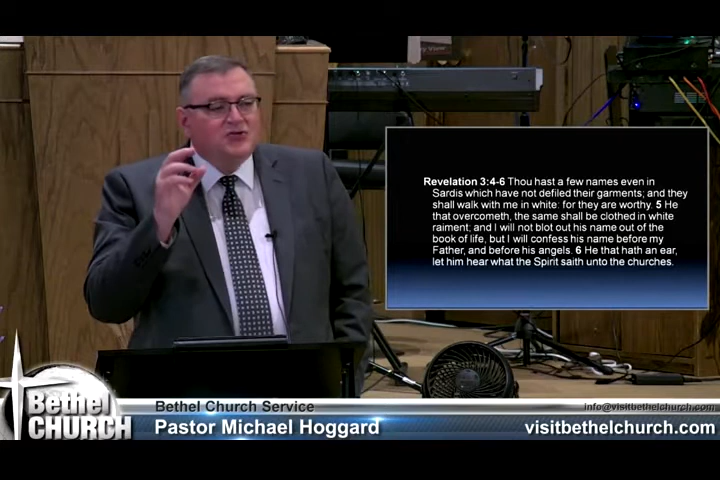 Revelation 3:4-6 Thou hast a few names even in
Sardis which have not defiled their garments; and they
shall walk with me in white: for they are worthy. 5 He
that overcometh, the same shall be clothed in white
raiment; and I will not blot out his name out of the
book of life, but I will confess his name before my
Father, and before his angels. 6 He that hath an ear,
let him hear what the Spirit saith unto the churches.
Bethel
CHURCH
Bethel Church Service
info@visitbethelchurch.com
Pastor Michael Hoggard
visitbethelchurch.com